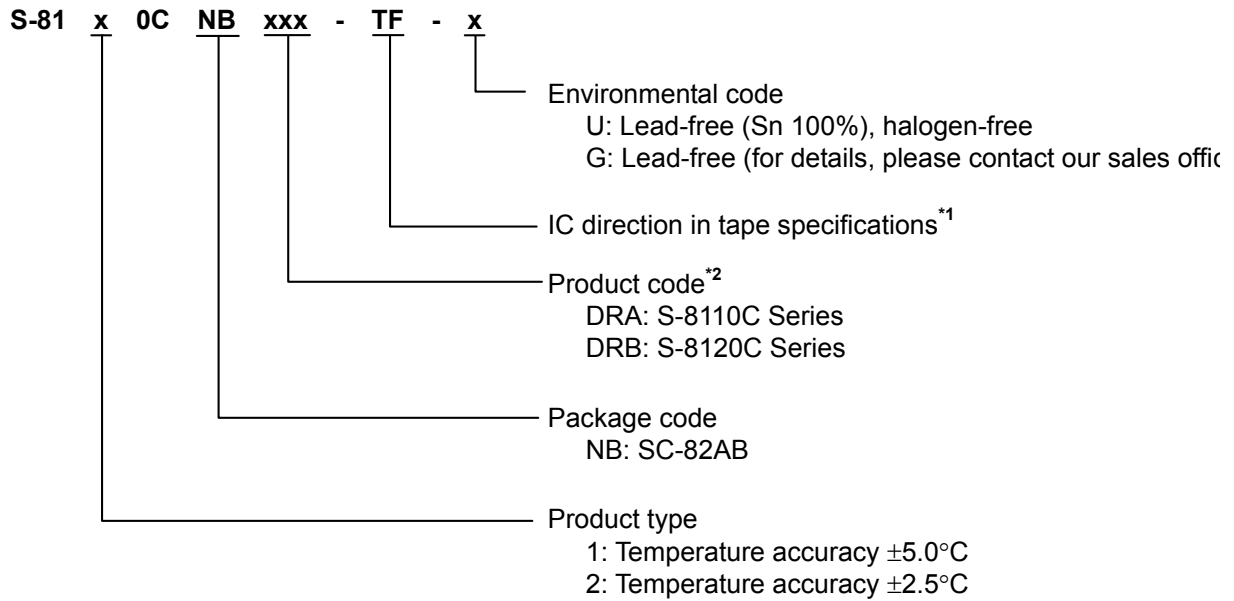 S-81 x 0C NB xxx - TF - x
Environmental code
U: Lead-free (Sn 100%), halogen-free
G: Lead-free (for details, please contact our sales
IC direction in tape specifications*1
Product code*2
DRA: S-8110C Series
DRB: S-8120C Series
Package code
NB: SC-82AB
Product type
1: Temperature accuracy ±5.0°C
2: Temperature accuracy ±2.5°C